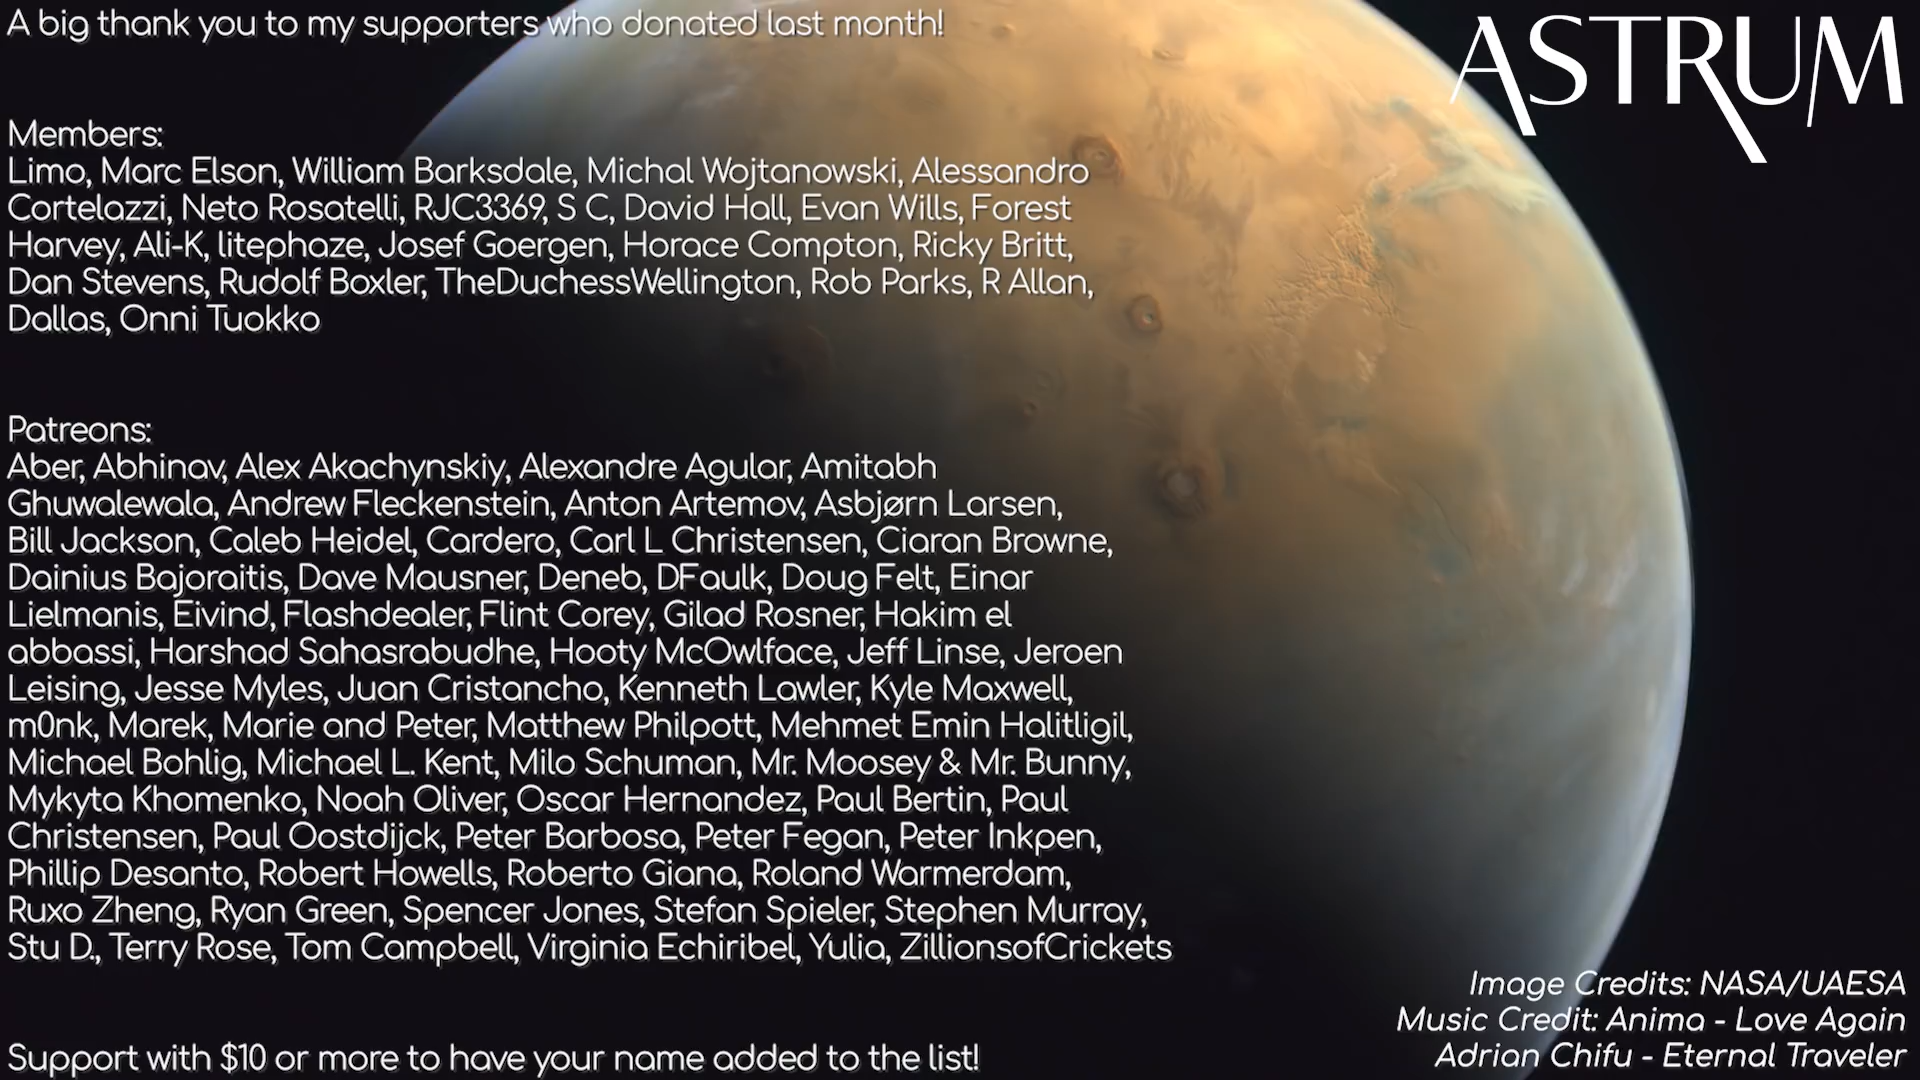 A big thank you to my supporters who donated last month!
ASTRUM
Members:
Limo, Marc Elson, William Barksdale, Michal Wojtanowski, Alessandro
Cortelazzi, Neto Rosatelli, RJC3369, S C, David Hall, Evan Wills, Forest
Harvey, Ali-K, litephaze, Josef Goergen, Horace Compton, Ricky Britt,
Dan Stevens, Rudolf Boxler, TheDuchessWellington, Rob Parks, R Allan,
Dallas, Onni Tuokko
Patreons:
Aber, Abhinav, Alex Akachynskiy, Alexandre Agular, Amitabh
Ghuwalewala, Andrew Fleckenstein, Anton Artemov, Asbjørn Larsen,
Bill Jackson, Caleb Heidel, Cardero, Carl L Christensen, Ciaran Browne,
Dainius Bajoraitis, Dave Mausner, Deneb, DFaulk, Doug Felt, Einar
Lielmanis, Eivind, Flashdealer, Flint Corey, Gilad Rosner, Hakim el
abbassi, Harshad Sahasrabudhe, Hooty McOwlface, Jeff Linse, Jeroen
Leising, Jesse Myles, Juan Cristancho, Kenneth Lawler, Kyle Maxwell,
m0nk, Marek, Marie and Peter, Matthew Philpott, Mehmet Emin Halitligil,
Michael Bohlig, Michael L. Kent, Milo Schuman, Mr. Moosey & Mr. Bunny,
Mykyta Khomenko, Noah Oliver, Oscar Hernandez, Paul Bertin, Paul
Christensen, Paul Oostdijck, Peter Barbosa, Peter Fegan, Peter Inkpen,
Phillip Desanto, Robert Howells, Roberto Giana, Roland Warmerdam,
Ruxo Zheng, Ryan Green, Spencer Jones, Stefan Spieler, Stephen Murray,
Stu D., Terry Rose, Tom Campbell, Virginia Echiribel, Yulia, ZillionsofCrickets
Support with $10 or more to have your name added to the list!
Image Credits: NASA/UAESA
Music Credit: Anima - Love Again
Adrian Chifu - Eternal Traveler